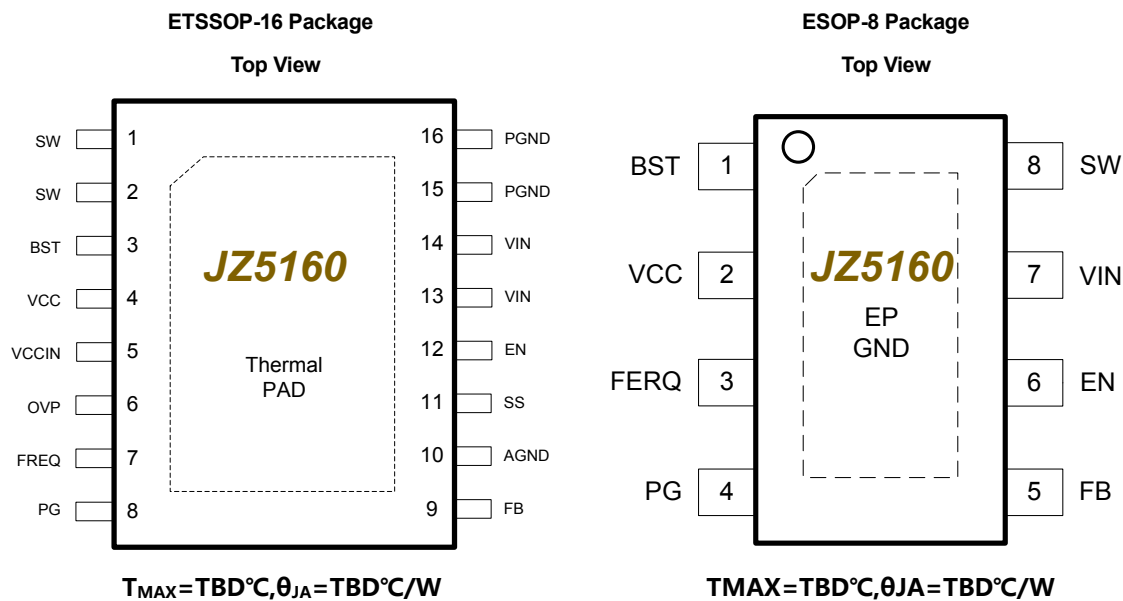 ETSSOP-16 Package
Top View
SW 1 16 PGND
SW 2 15 PGND
BST 3 14 VIN
VCC 4 13 VIN
VCCIN 5 12 EN
OVP 6 11 SS
FREQ 7 10 AGND
PG 8 9 FB
JZ5160
Thermal
PAD
TMAX=TBD℃,θJA=TBD℃/W
ESOP-8 Package
Top View
BST 1 8 SW
VCC 2 7 VIN
FERQ 3 6 EN
PG 4 5 FB
JZ5160
EP
GND
TMAX=TBD℃,θJA=TBD℃/W